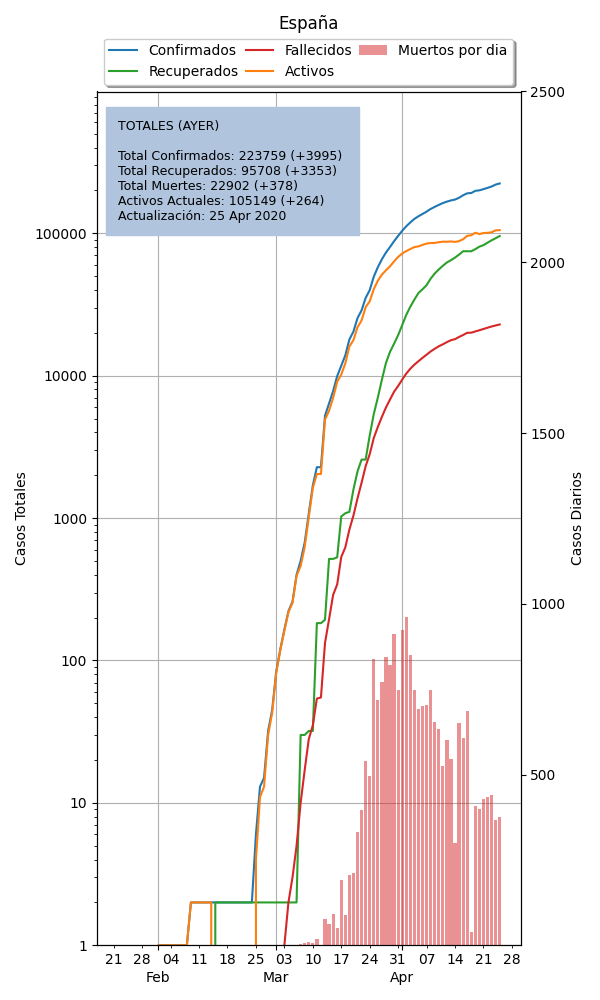 España
Confirmados
Recuperados
Fallecidos
Activos
Muertos por dia
TOTALES (AYER)
Total Confirmados: 223759 (+3995)
Total Recuperados: 95708 (+3353)
Total Muertes: 22902 (+378)
Activos Actuales: 105149 (+264)
Actualización: 25 Apr 2020
Casos Totales
100000
10000
1000
100
10
1
2500
2000
1500
1000
500
Casos Diarios
21 28 04 11 18 25 03 10 17 24 31 07 14 21 28
Feb Mar Apr